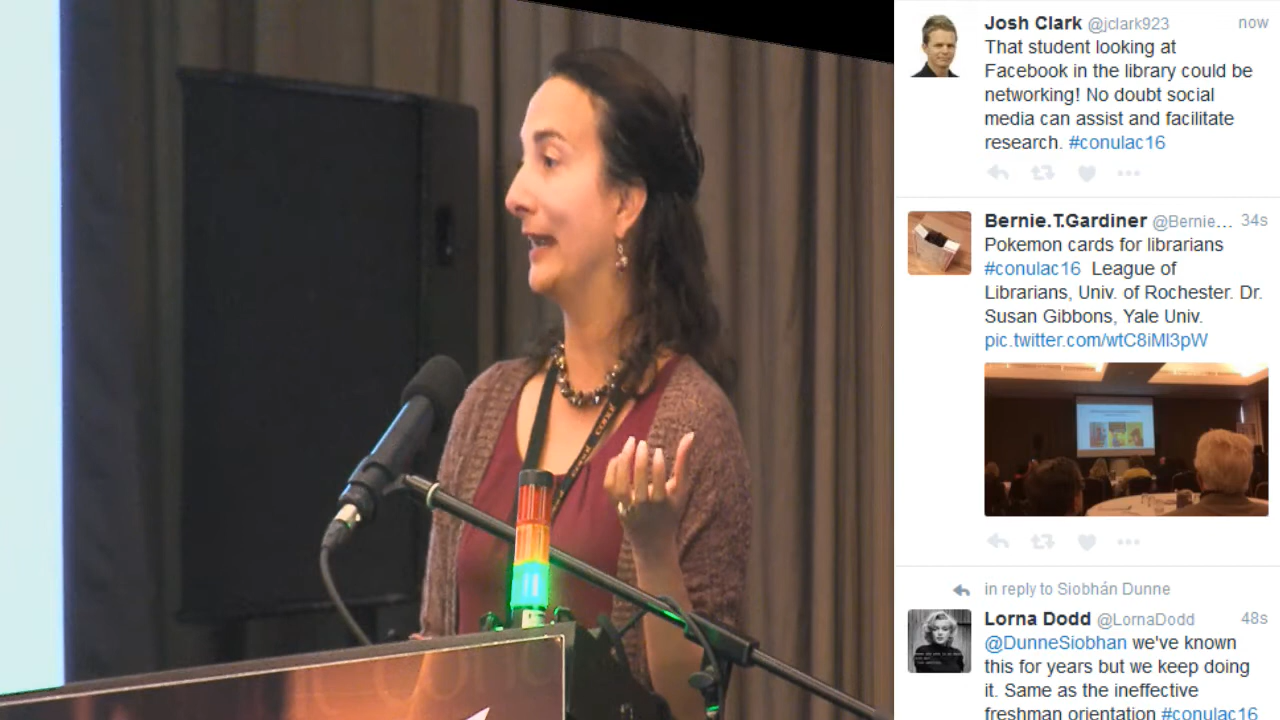 Josh Clark @jclark923 now
That student looking at
Facebook in the library could be
networking! No doubt social
media can assist and facilitate
research. #conulac16
Bernie.T.Gardiner @Bernie... 34s
Pokemon cards for librarians
#conulac16 League of
Librarians, Univ. of Rochester. Dr.
Susan Gibbons, Yale Univ.
pic.twitter.com/wtC8iMl3pW
in reply to Siobhán Dunne
Lorna Dodd @LornaDodd 48s
@DunneSiobhan we've known
this for years but we keep doing
it. Same as the ineffective
freshman orientation #conulac16